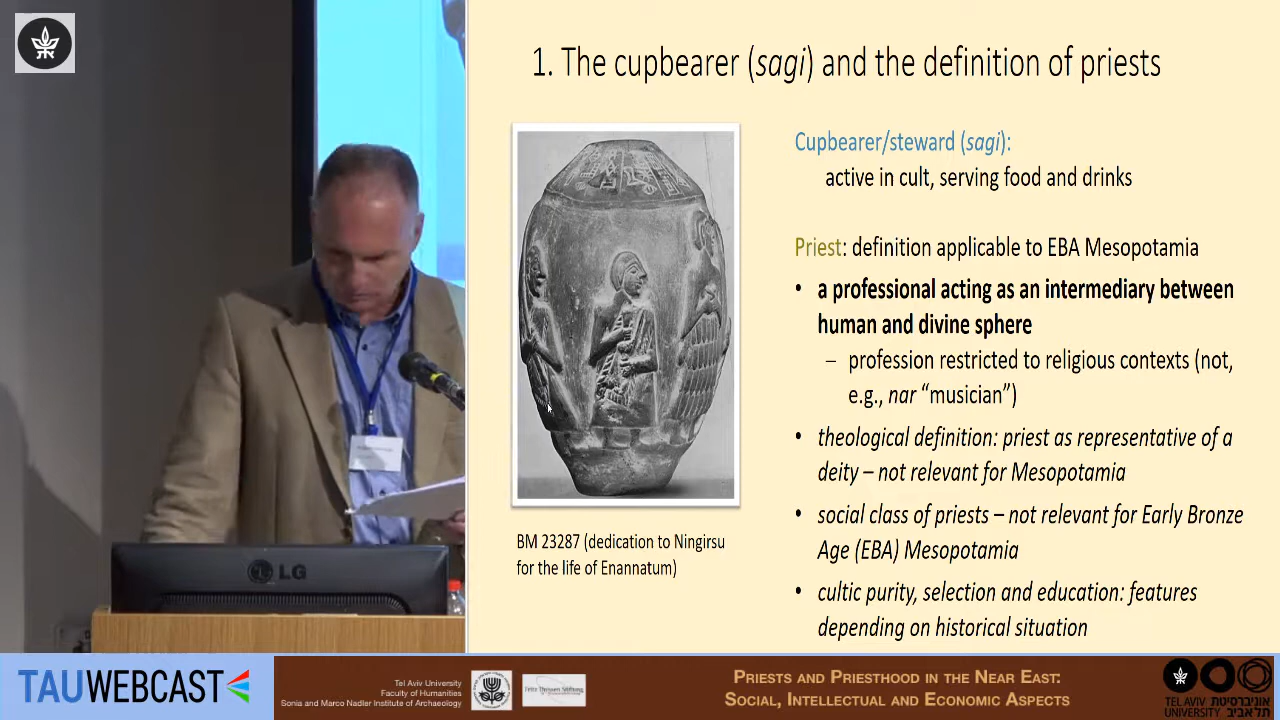 1. The cupbearer (sagi) and the definition of priests
Cupbearer/steward (sagi):
active in cult, serving food and drinks
Priest: definition applicable to EBA Mesopotamia
• a professional acting as an intermediary between
human and divine sphere
– profession restricted to religious contexts (not,
e.g., nar “musician”)
• theological definition: priest as representative of a
deity – not relevant for Mesopotamia
• social class of priests – not relevant for Early Bronze
Age (EBA) Mesopotamia
• cultic purity, selection and education: features
depending on historical situation
BM 23287 (dedication to Ningirsu
for the life of Enannatum)
LG
TAUWEBCAST
Tel Aviv University
Faculty of Humanities
Sonia and Marco Nadler Institute of Archaeology
Fritz Thyssen Stiftung
Priests and Priesthood in the Near East:
Social, Intellectual and Economic Aspects
TEL AVIV אוניברסיטת
UNIVERSITY תל אביב